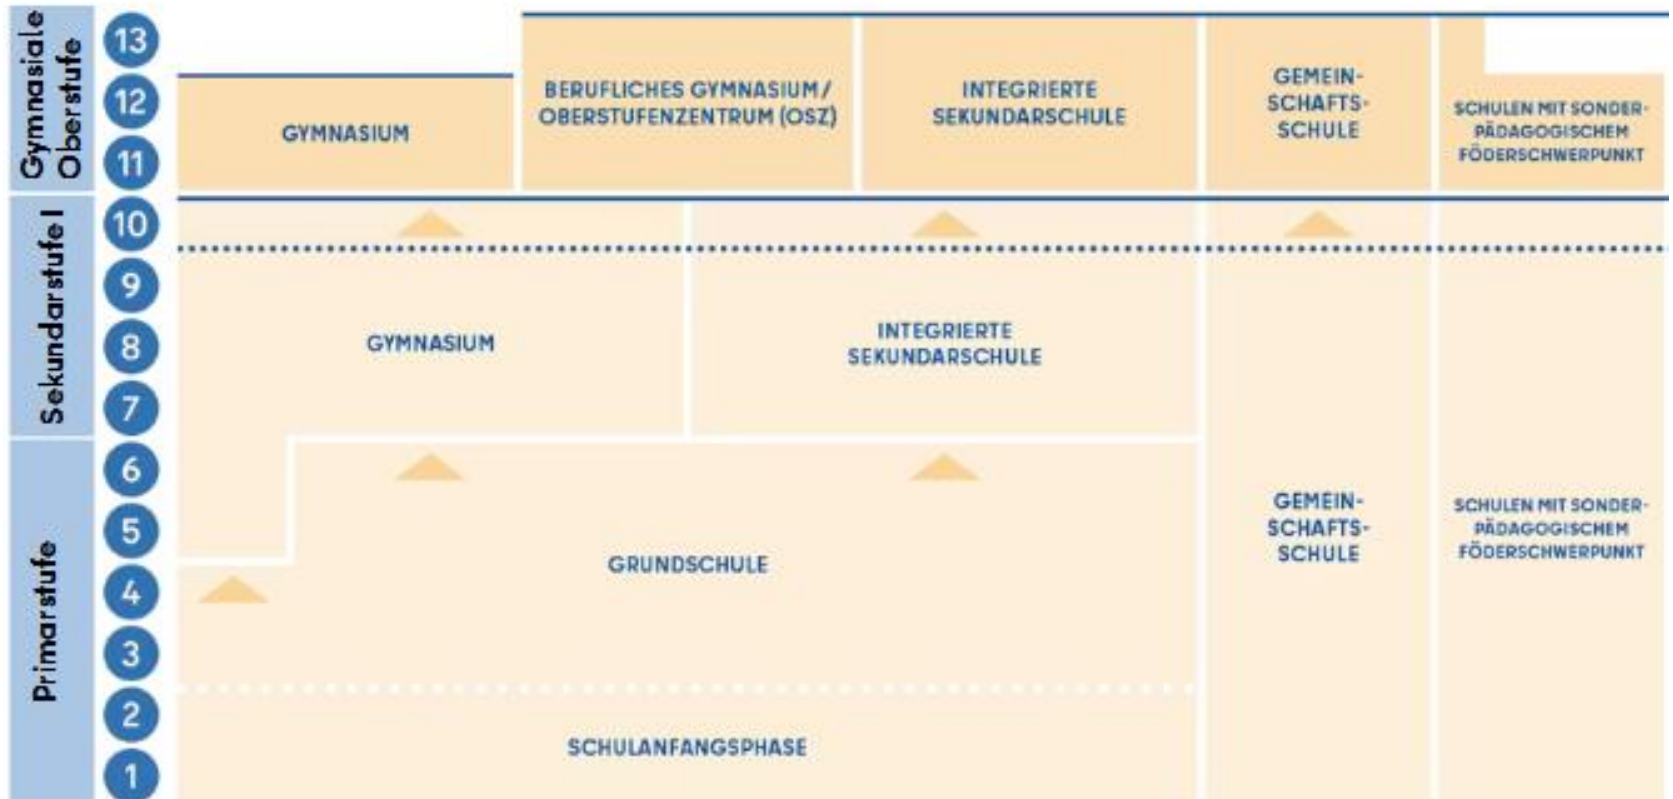 Gymnasiale
Oberstufe
13
12
11
GYMNASIUM
BERUFLICHES GYMNASIUM /
OBERSTUFENZENTRUM (OSZ)
INTEGRIERTE
SEKUNDARSCHULE
GEMEIN-
SCHAFTS-
SCHULE
SCHULEN MIT SONDER-
PÄDAGOGISCHEM
FÖDERSCHWERPUNKT
Sekundarstufe I
10
9
8
7
GYMNASIUM
INTEGRIERTE
SEKUNDARSCHULE
Primarstufe
6
5
4
3
2
1
GRUNDSCHULE
SCHULANFANGSPHASE
GEMEIN-
SCHAFTS-
SCHULE
SCHULEN MIT SONDER-
PÄDAGOGISCHEM
FÖDERSCHWERPUNKT